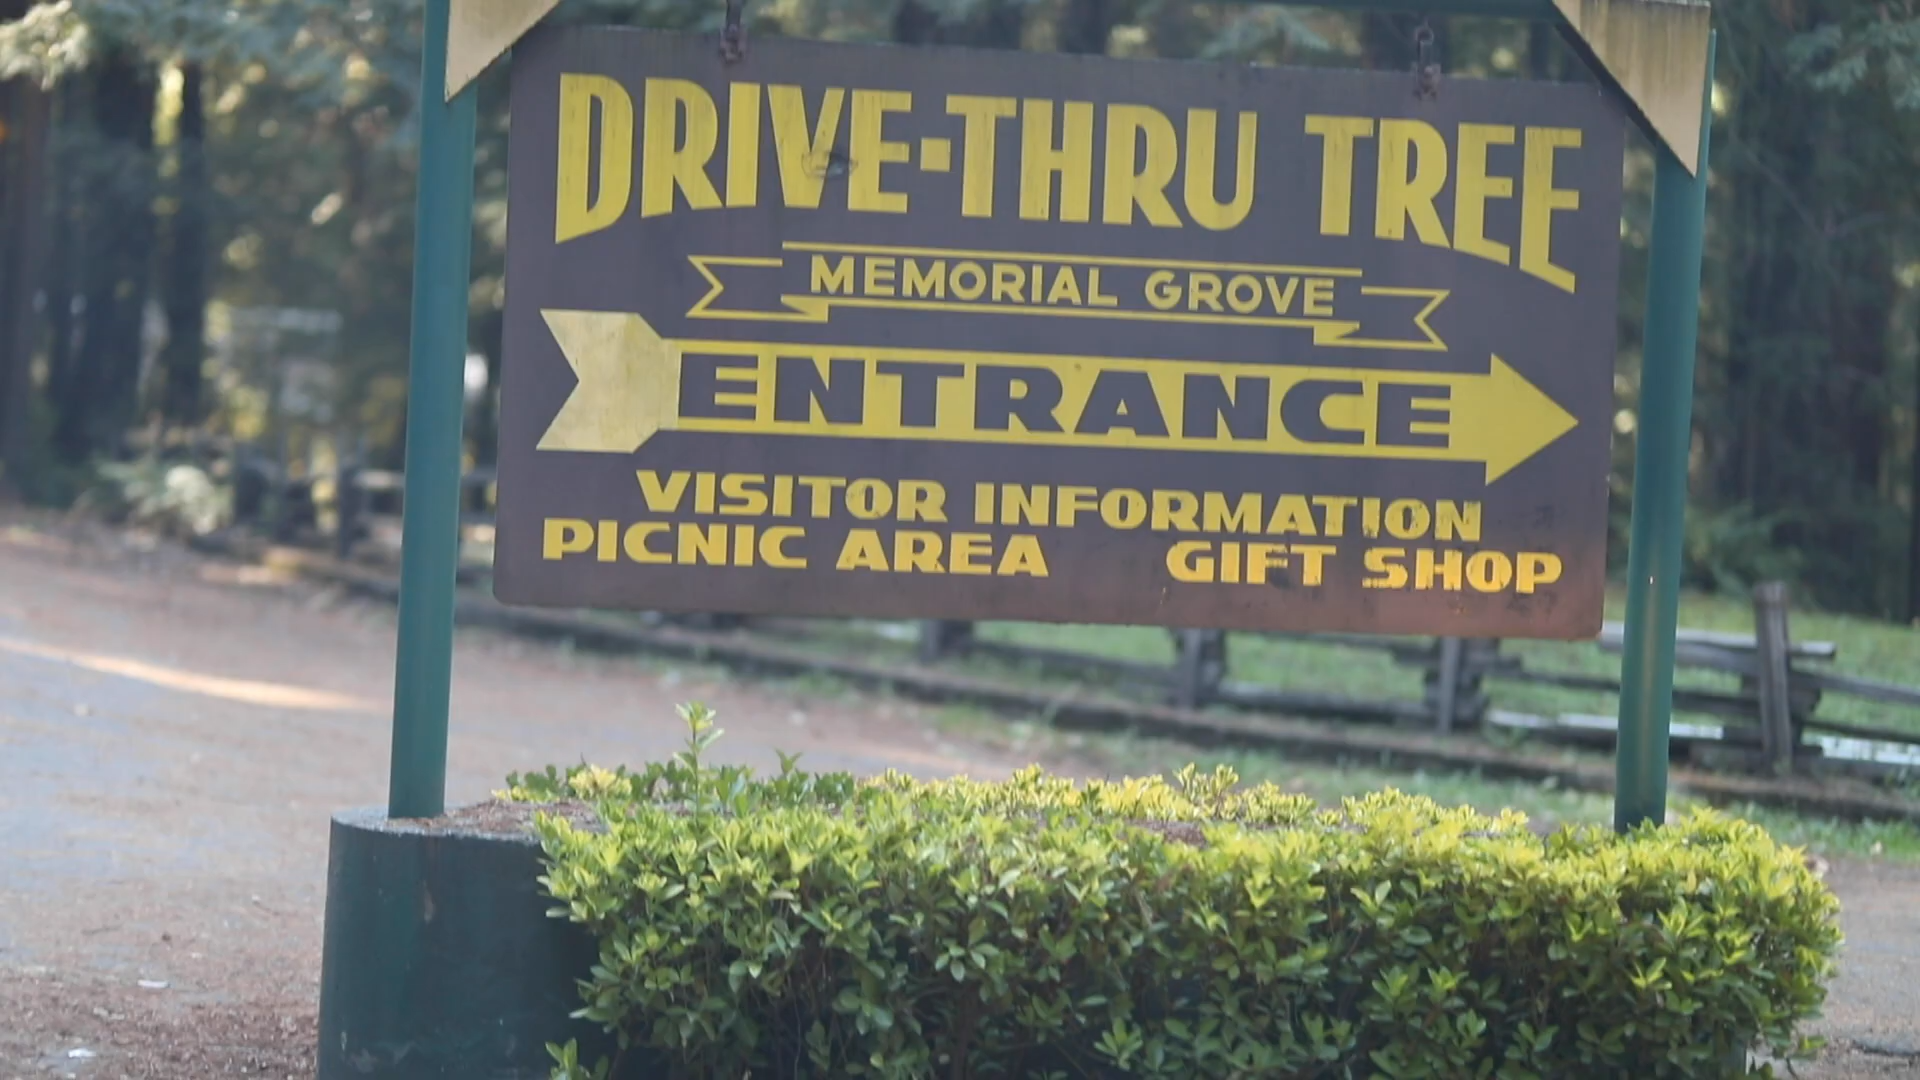 DRIVE-THRU TREE
MEMORIAL GROVE
ENTRANCE
VISITOR INFORMATION
PICNIC AREA GIFT SHOP